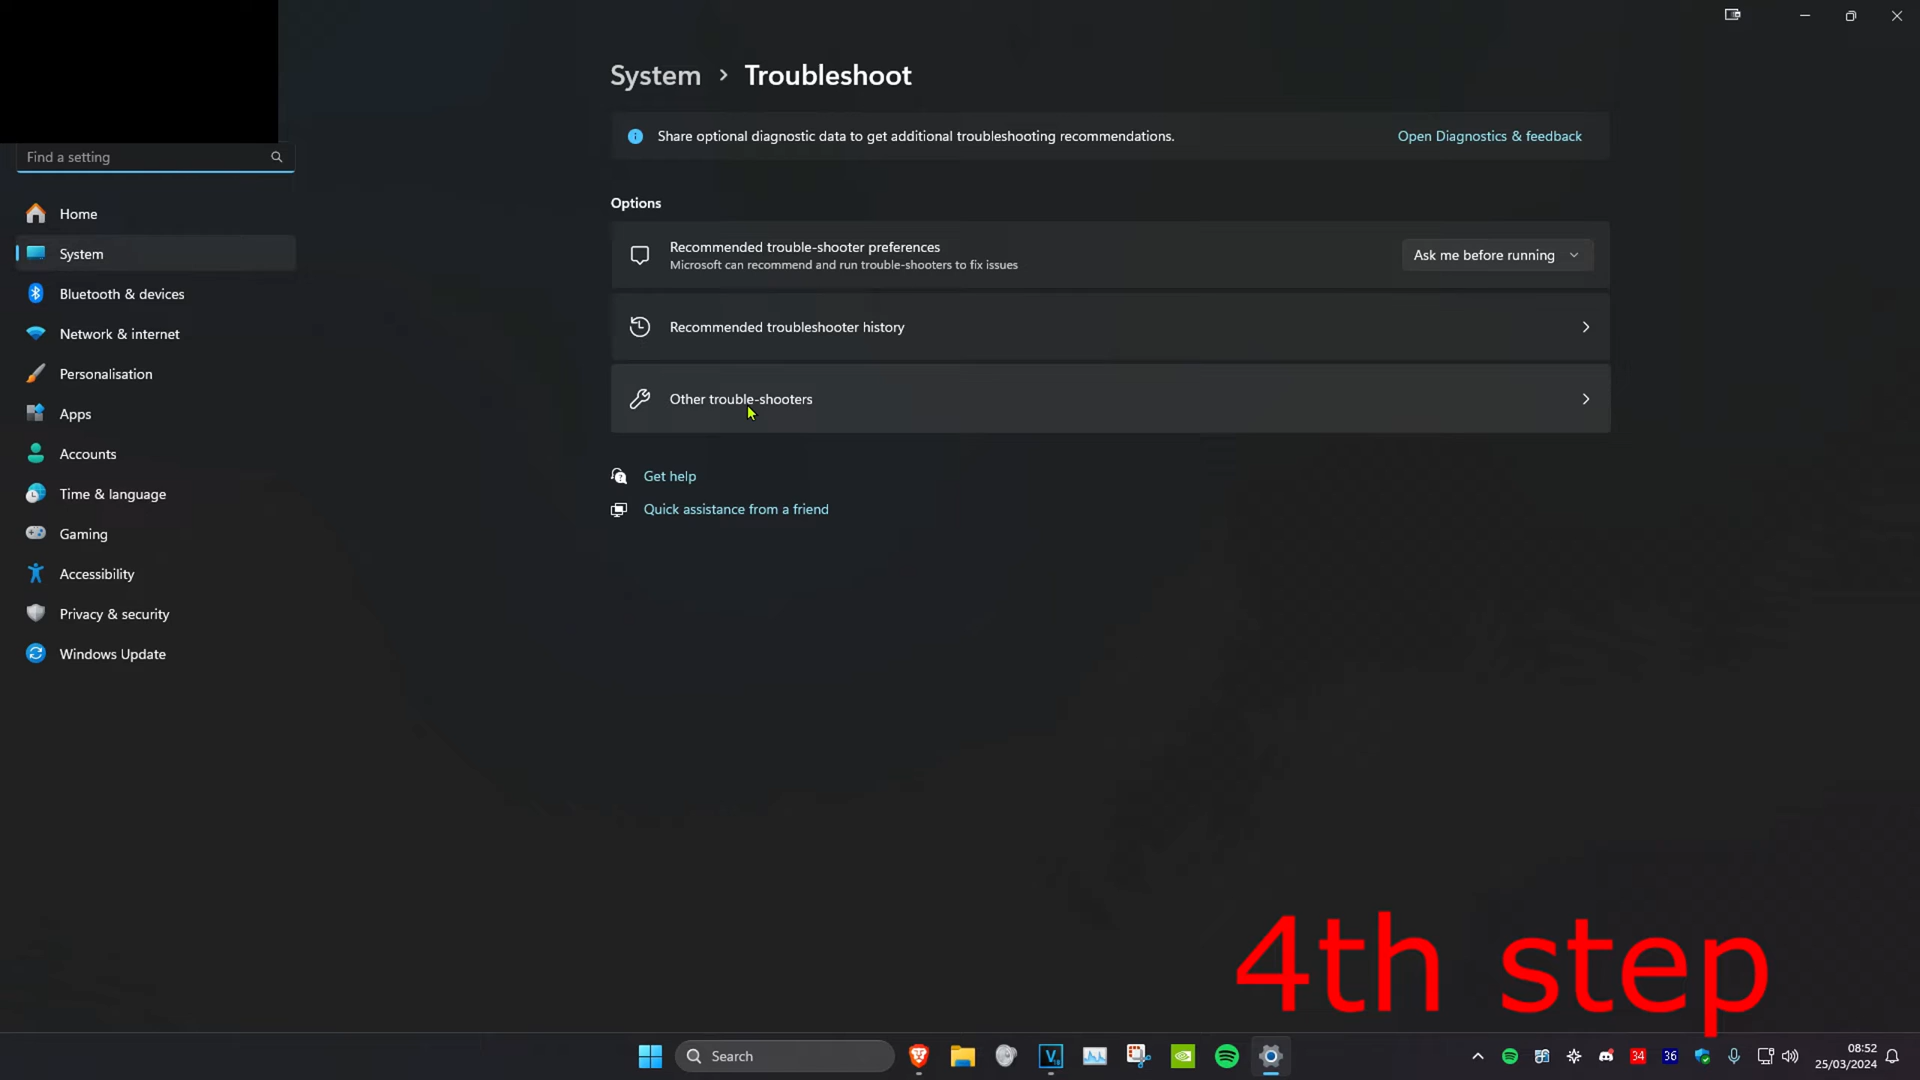 System > Troubleshoot
Share optional diagnostic data to get additional troubleshooting recommendations.
Open Diagnostics & feedback
Find a setting
Home
System
Bluetooth & devices
Network & internet
Personalisation
Apps
Accounts
Time & language
Gaming
Accessibility
Privacy & security
Windows Update
Options
Recommended trouble-shooter preferences
Microsoft can recommend and run trouble-shooters to fix issues
Ask me before running
Recommended troubleshooter history
Other trouble-shooters
Get help
Quick assistance from a friend
4th step
Search
34
36
08:52
25/03/2024